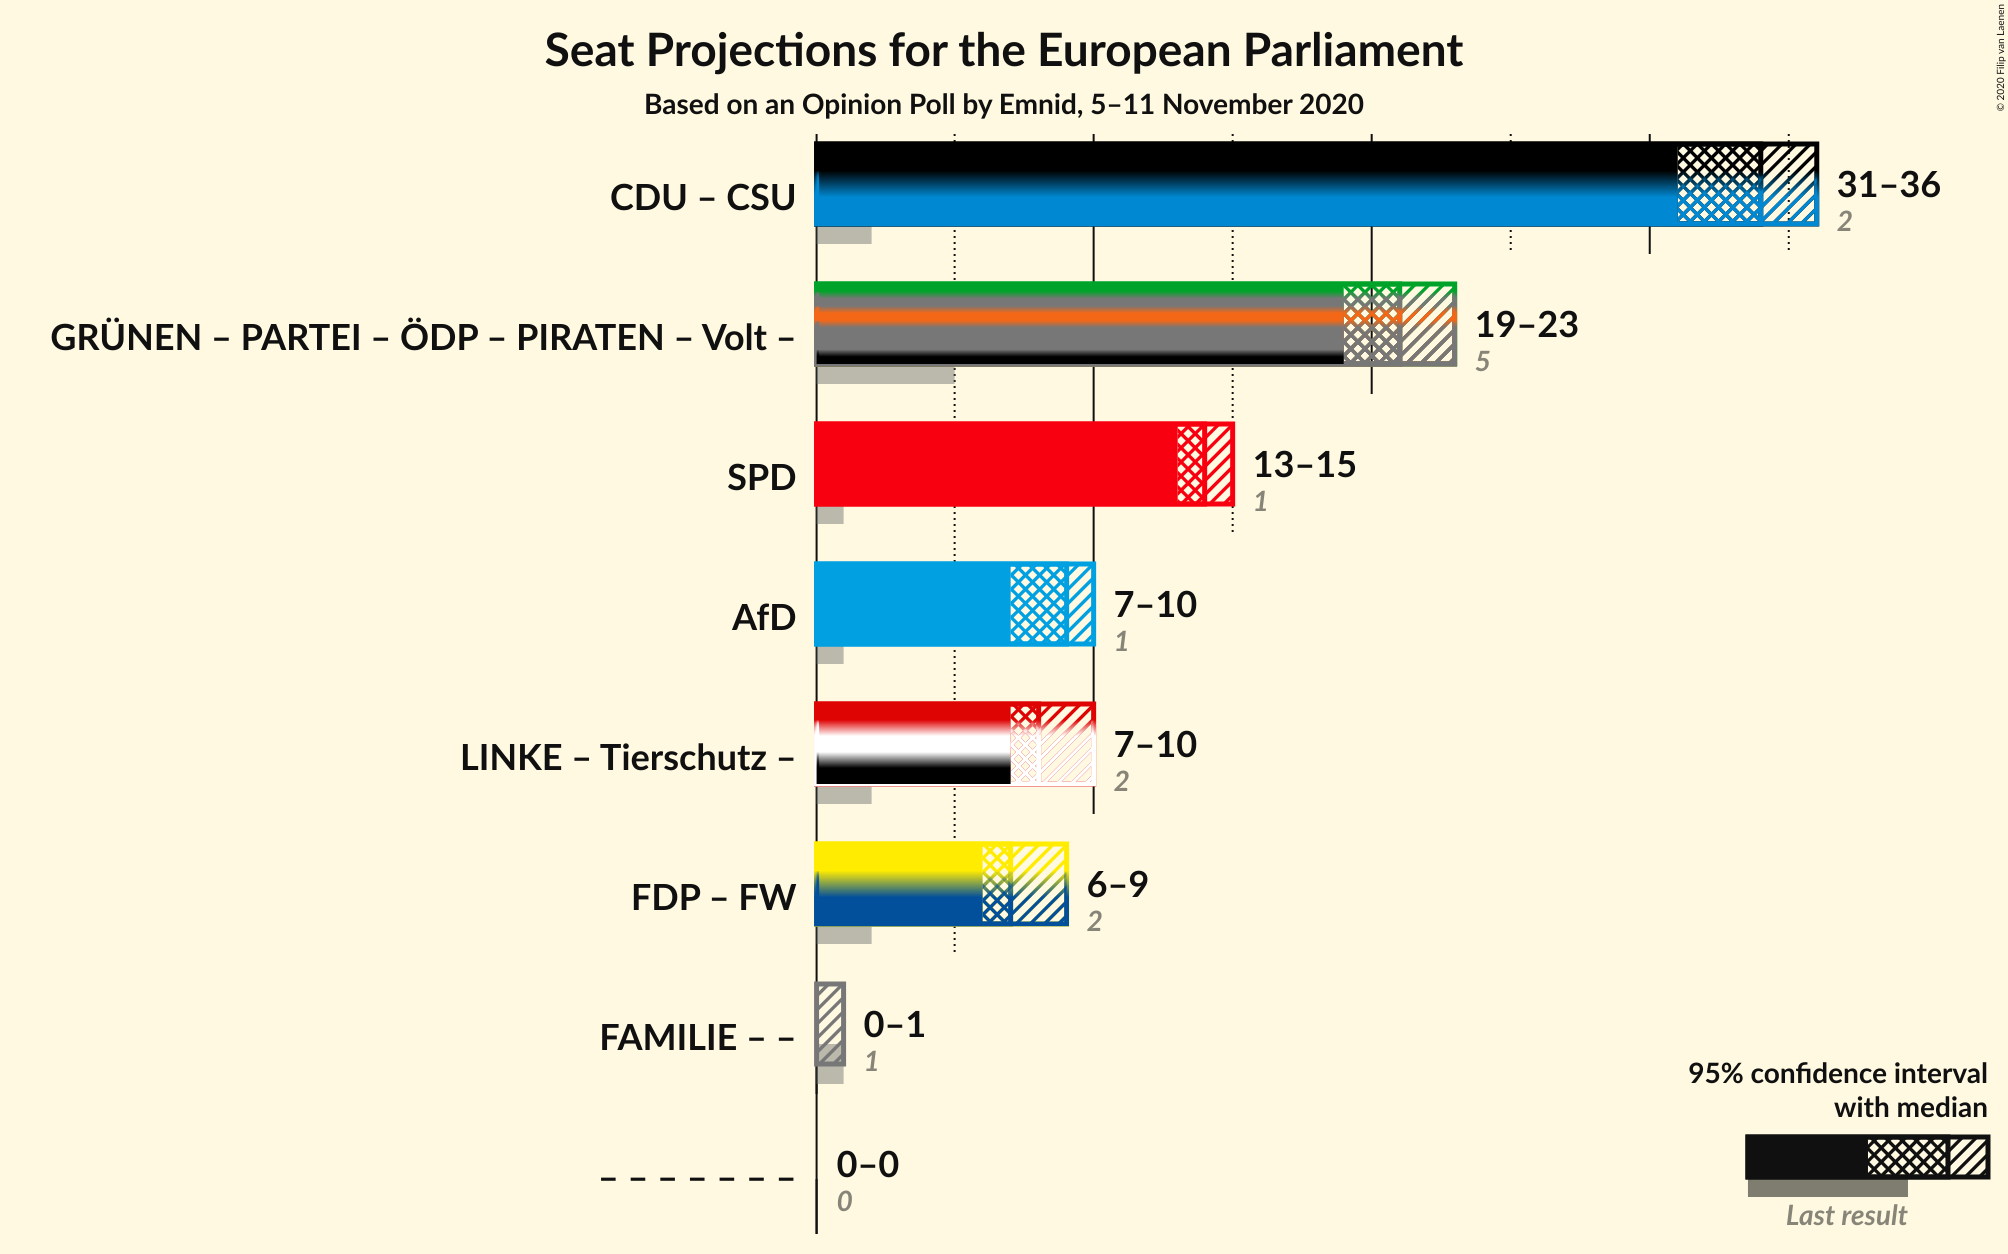 Seat Projections for the European Parliament
Based on an Opinion Poll by Emnid, 5–11 November 2020
© 2020 Filip van Laenen
CDU – CSU
31–36
2
GRÜNEN – PARTEI – ÖDP – PIRATEN – Volt –
19–23
5
SPD
13–15
1
AfD
7–10
1
LINKE – Tierschutz –
7–10
2
FDP – FW
6–9
2
FAMILIE – –
0–1
1
– – – – – – –
0–0
0
95% confidence interval
with median
Last result